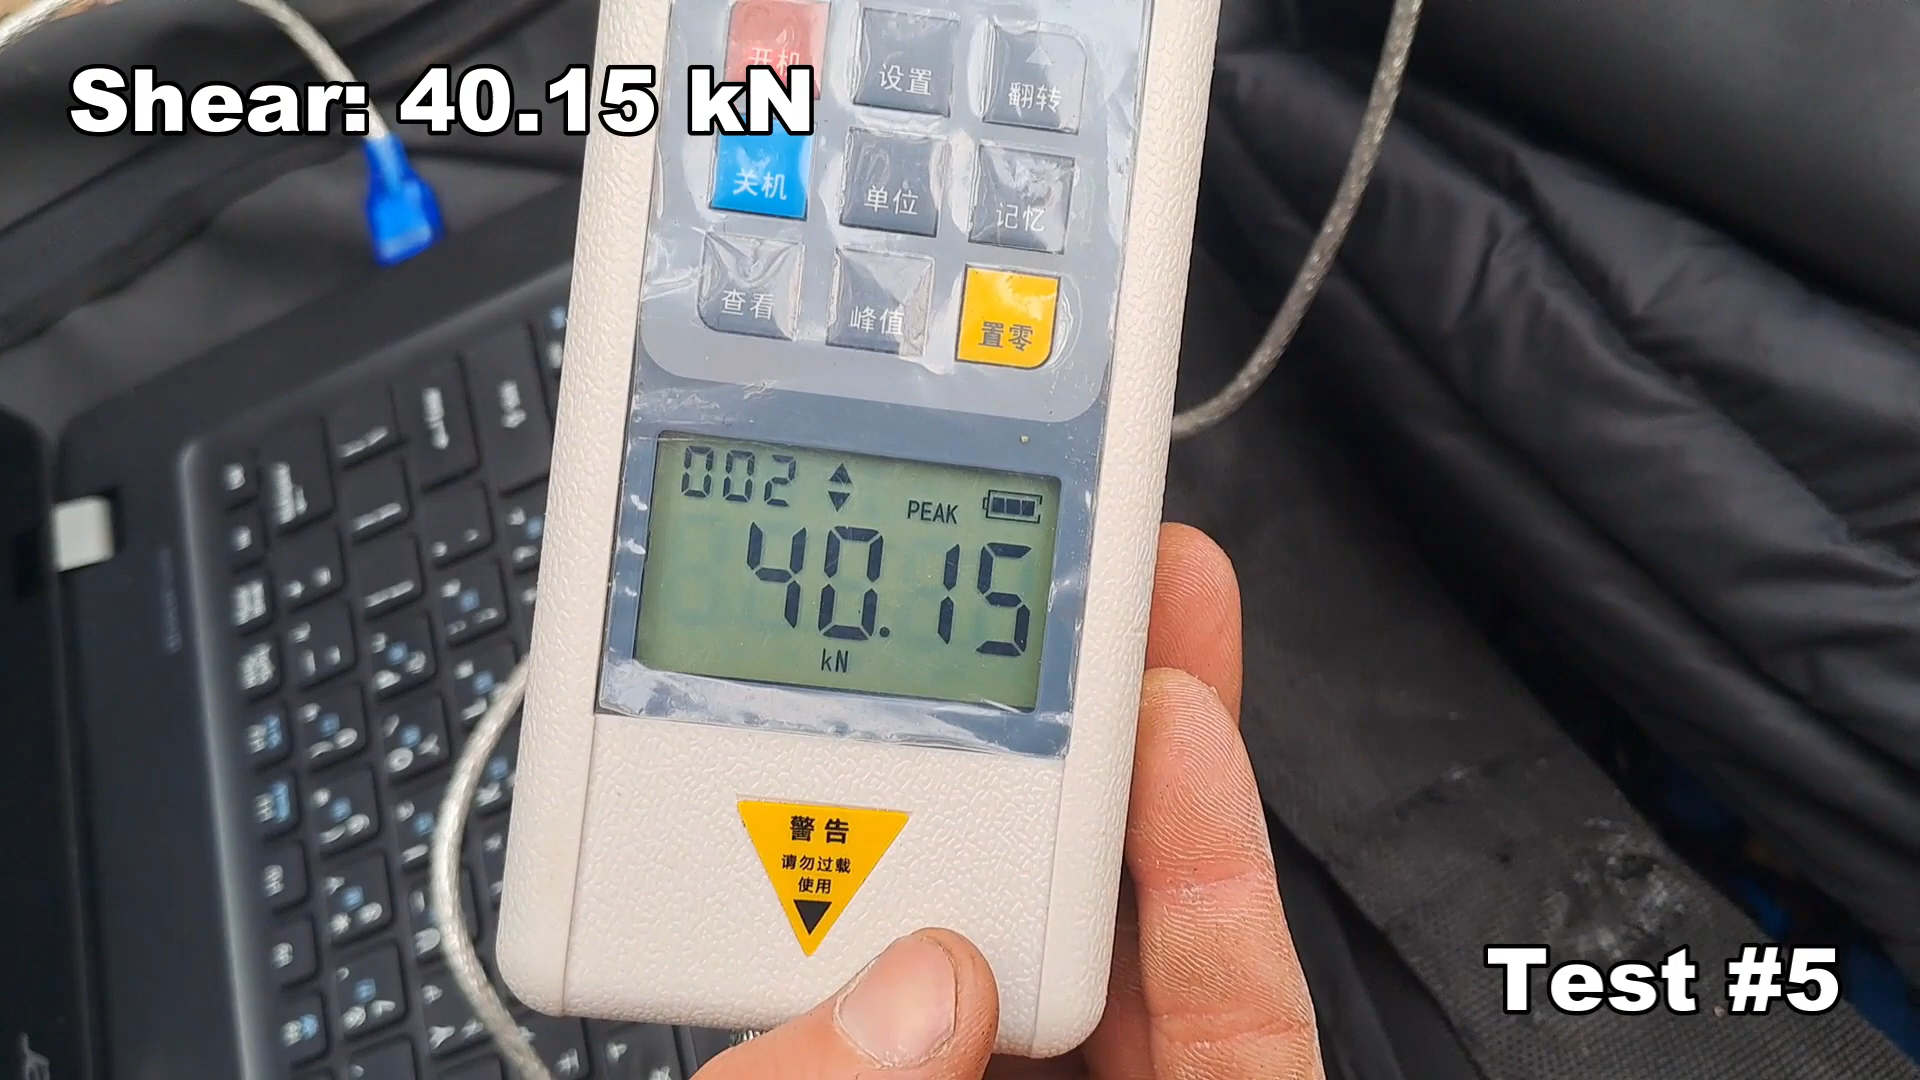 Shear: 40.15 kN
开机
设置
翻转
关机
单位
记忆
查看
峰值
置零
002
PEAK
40.15
kN
警告
请勿过载
使用
Test #5